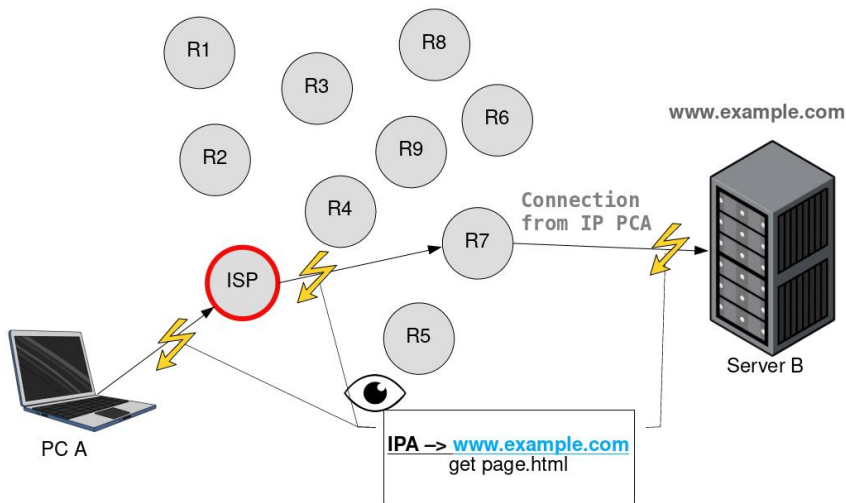 R1
R8
R3
R6
www.example.com
R2
R9
R4
Connection
from IP PCA
R7
ISP
R5
Server B
PC A
IPA –> www.example.com
get page.html